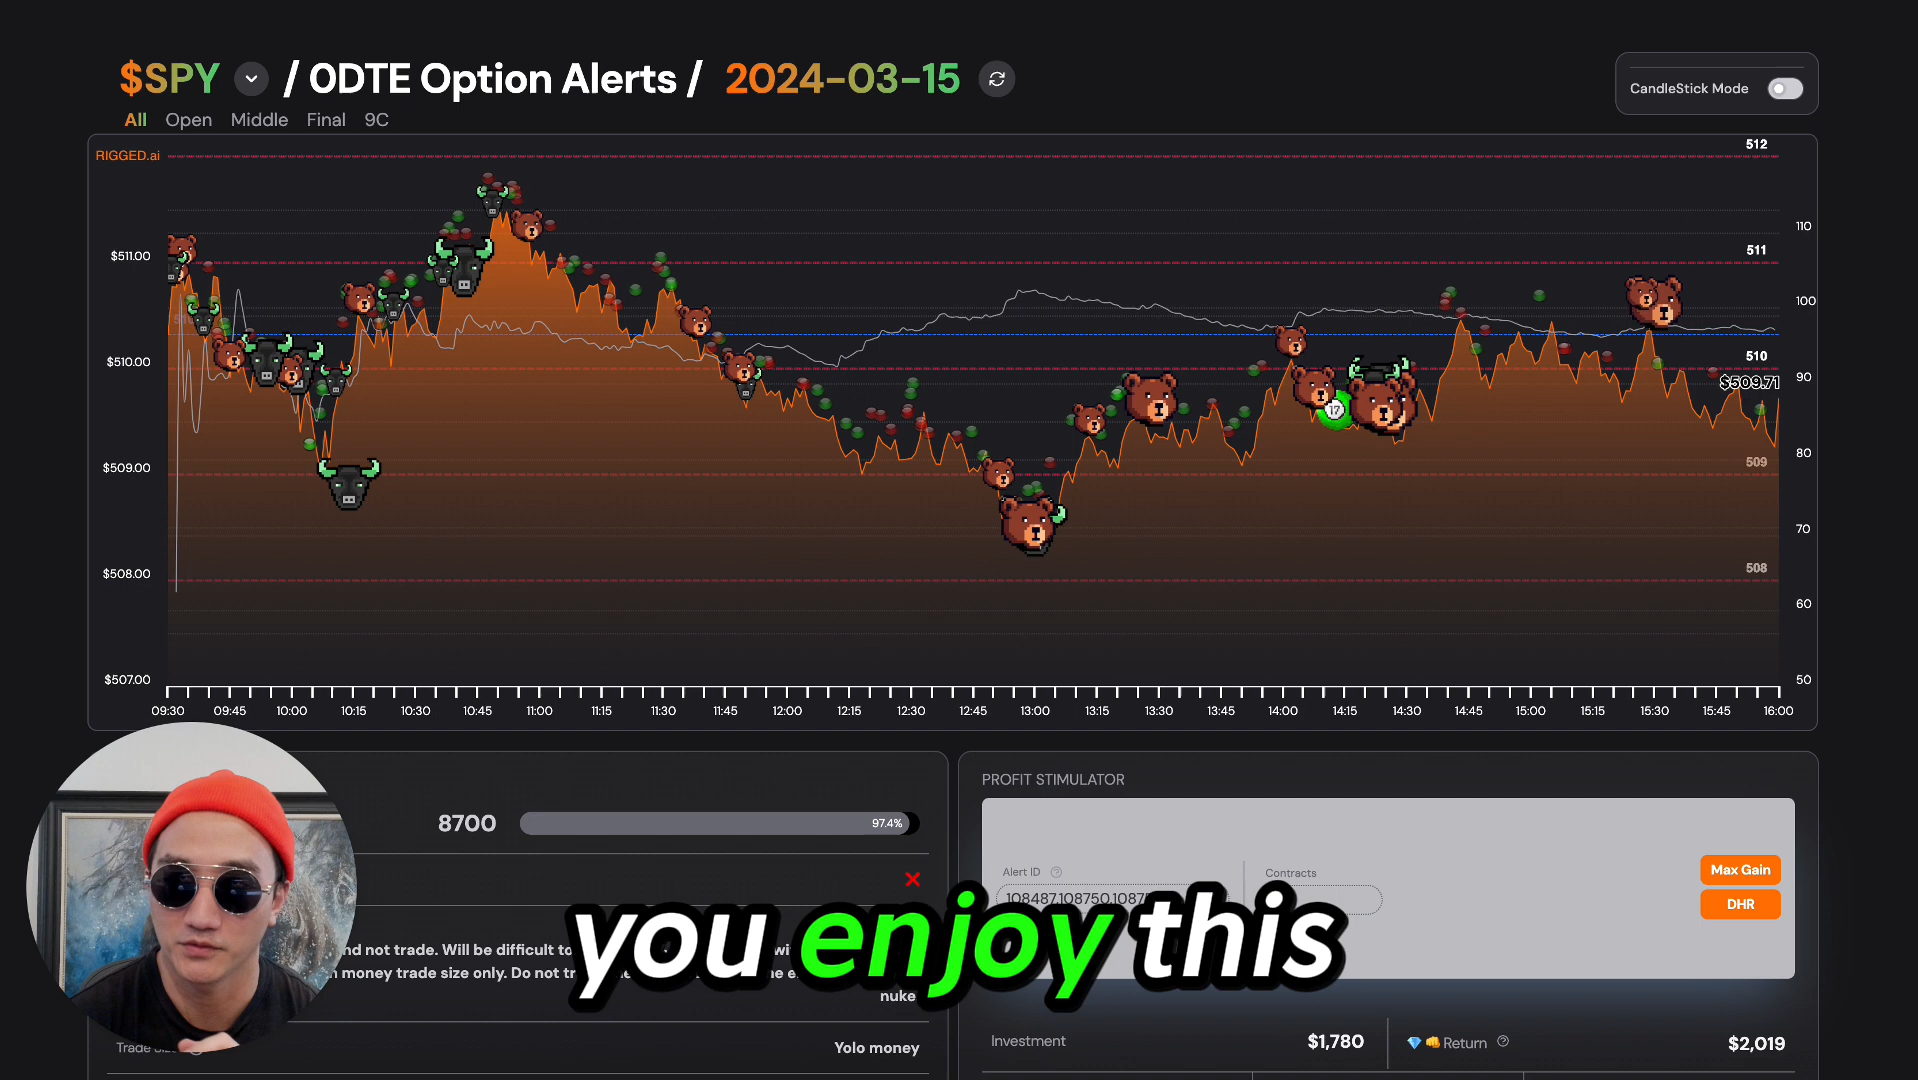 $SPY / 0DTE Option Alerts / 2024-03-15
CandleStick Mode
All Open Middle Final 9C
RIGGED.ai
512
110
$511.00
511
100
$510.00
510
90
$509.71
17
80
$509.00
509
70
$508.00
508
60
$507.00
50
09:30 09:45 10:00 10:15 10:30 10:45 11:00 11:15 11:30 11:45 12:00 12:15 12:30 12:45 13:00 13:15 13:30 13:45 14:00 14:15 14:30 14:45 15:00 15:15 15:30 15:45 16:00
8700 97.4%
nd not trade. Will be difficult to
money trade size only. Do not
nuke
Trade
Yolo money
PROFIT STIMULATOR
Alert ID
Contracts
108487,108750,1087
Max Gain
DHR
you enjoy this
Investment $1,780
Return $2,019